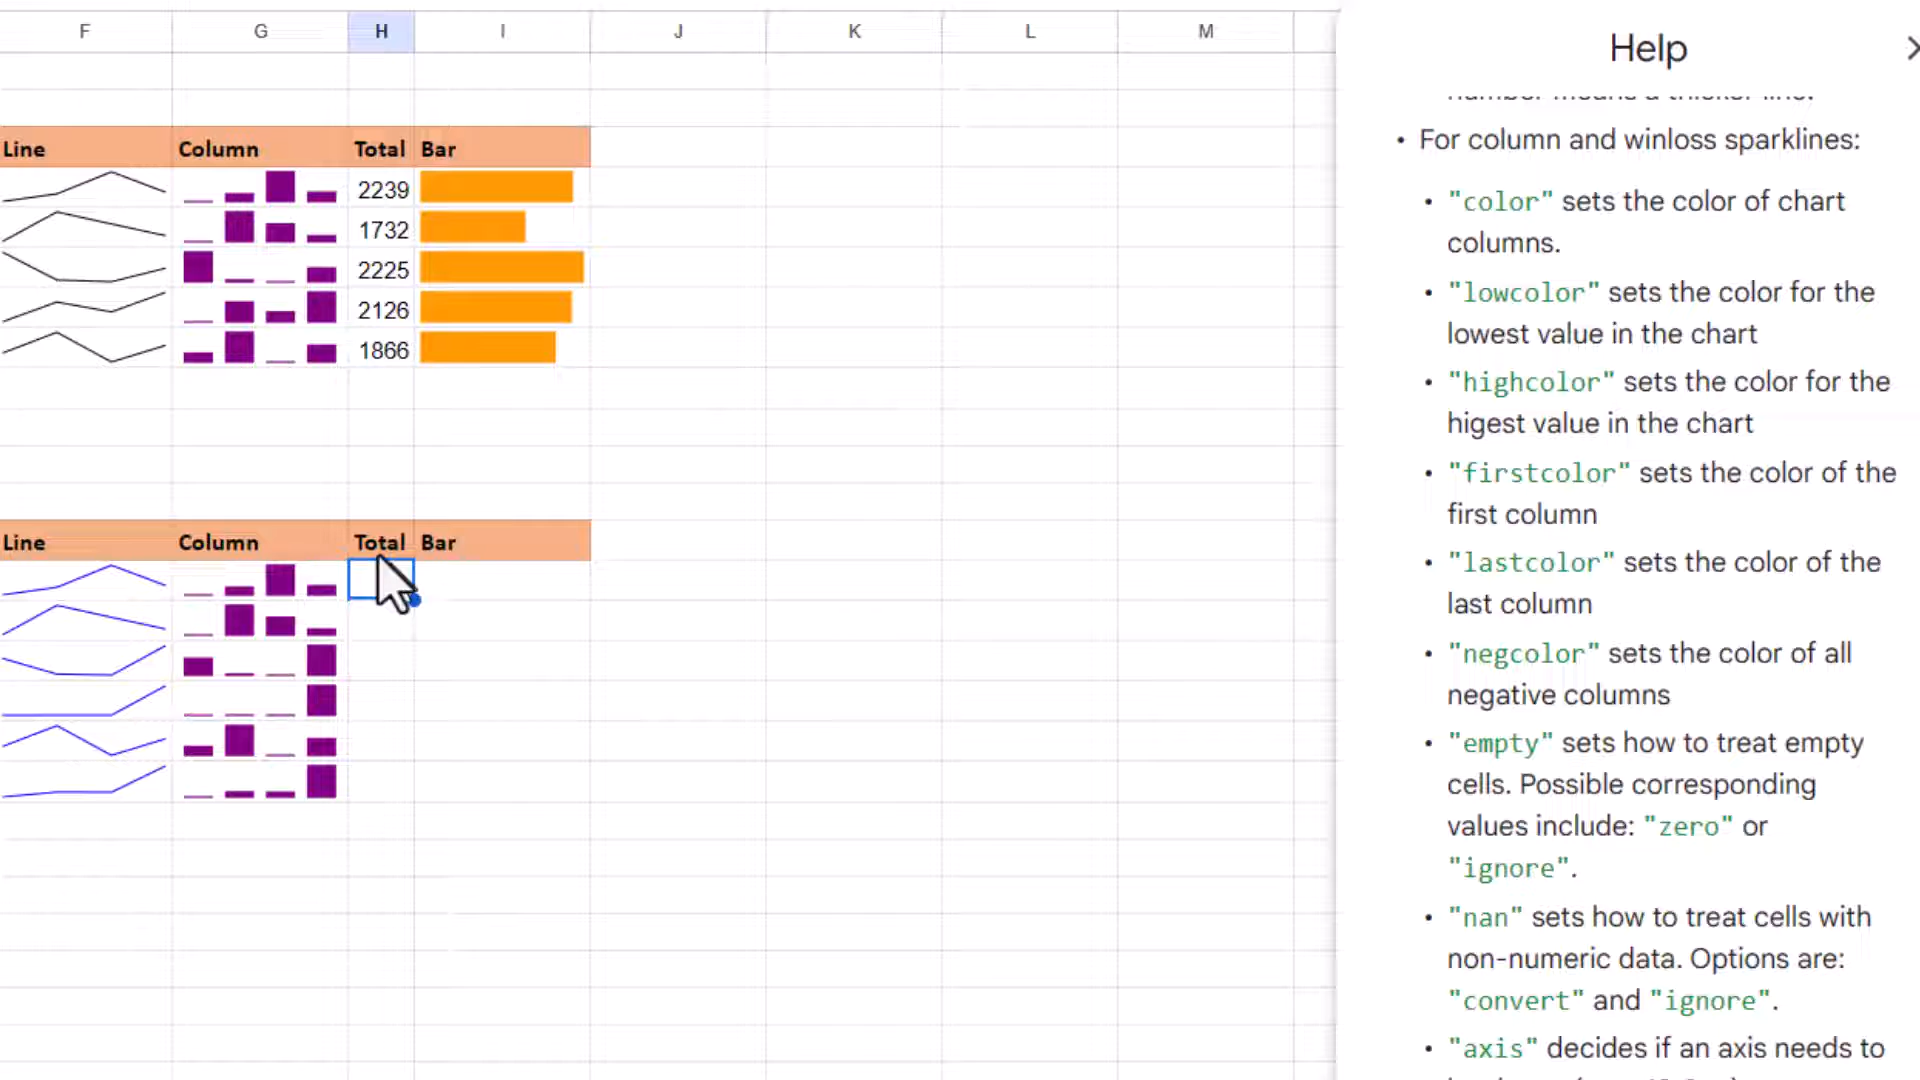 F G H I J K L M
Help
Line Column Total Bar
2239
1732
2225
2126
1866
Line Column Total Bar
number means a thicker line.
• For column and winloss sparklines:
• "color" sets the color of chart
columns.
• "lowcolor" sets the color for the
lowest value in the chart
• "highcolor" sets the color for the
higest value in the chart
• "firstcolor" sets the color of the
first column
• "lastcolor" sets the color of the
last column
• "negcolor" sets the color of all
negative columns
• "empty" sets how to treat empty
cells. Possible corresponding
values include: "zero" or
"ignore".
• "nan" sets how to treat cells with
non-numeric data. Options are:
"convert" and "ignore".
• "axis" decides if an axis needs to